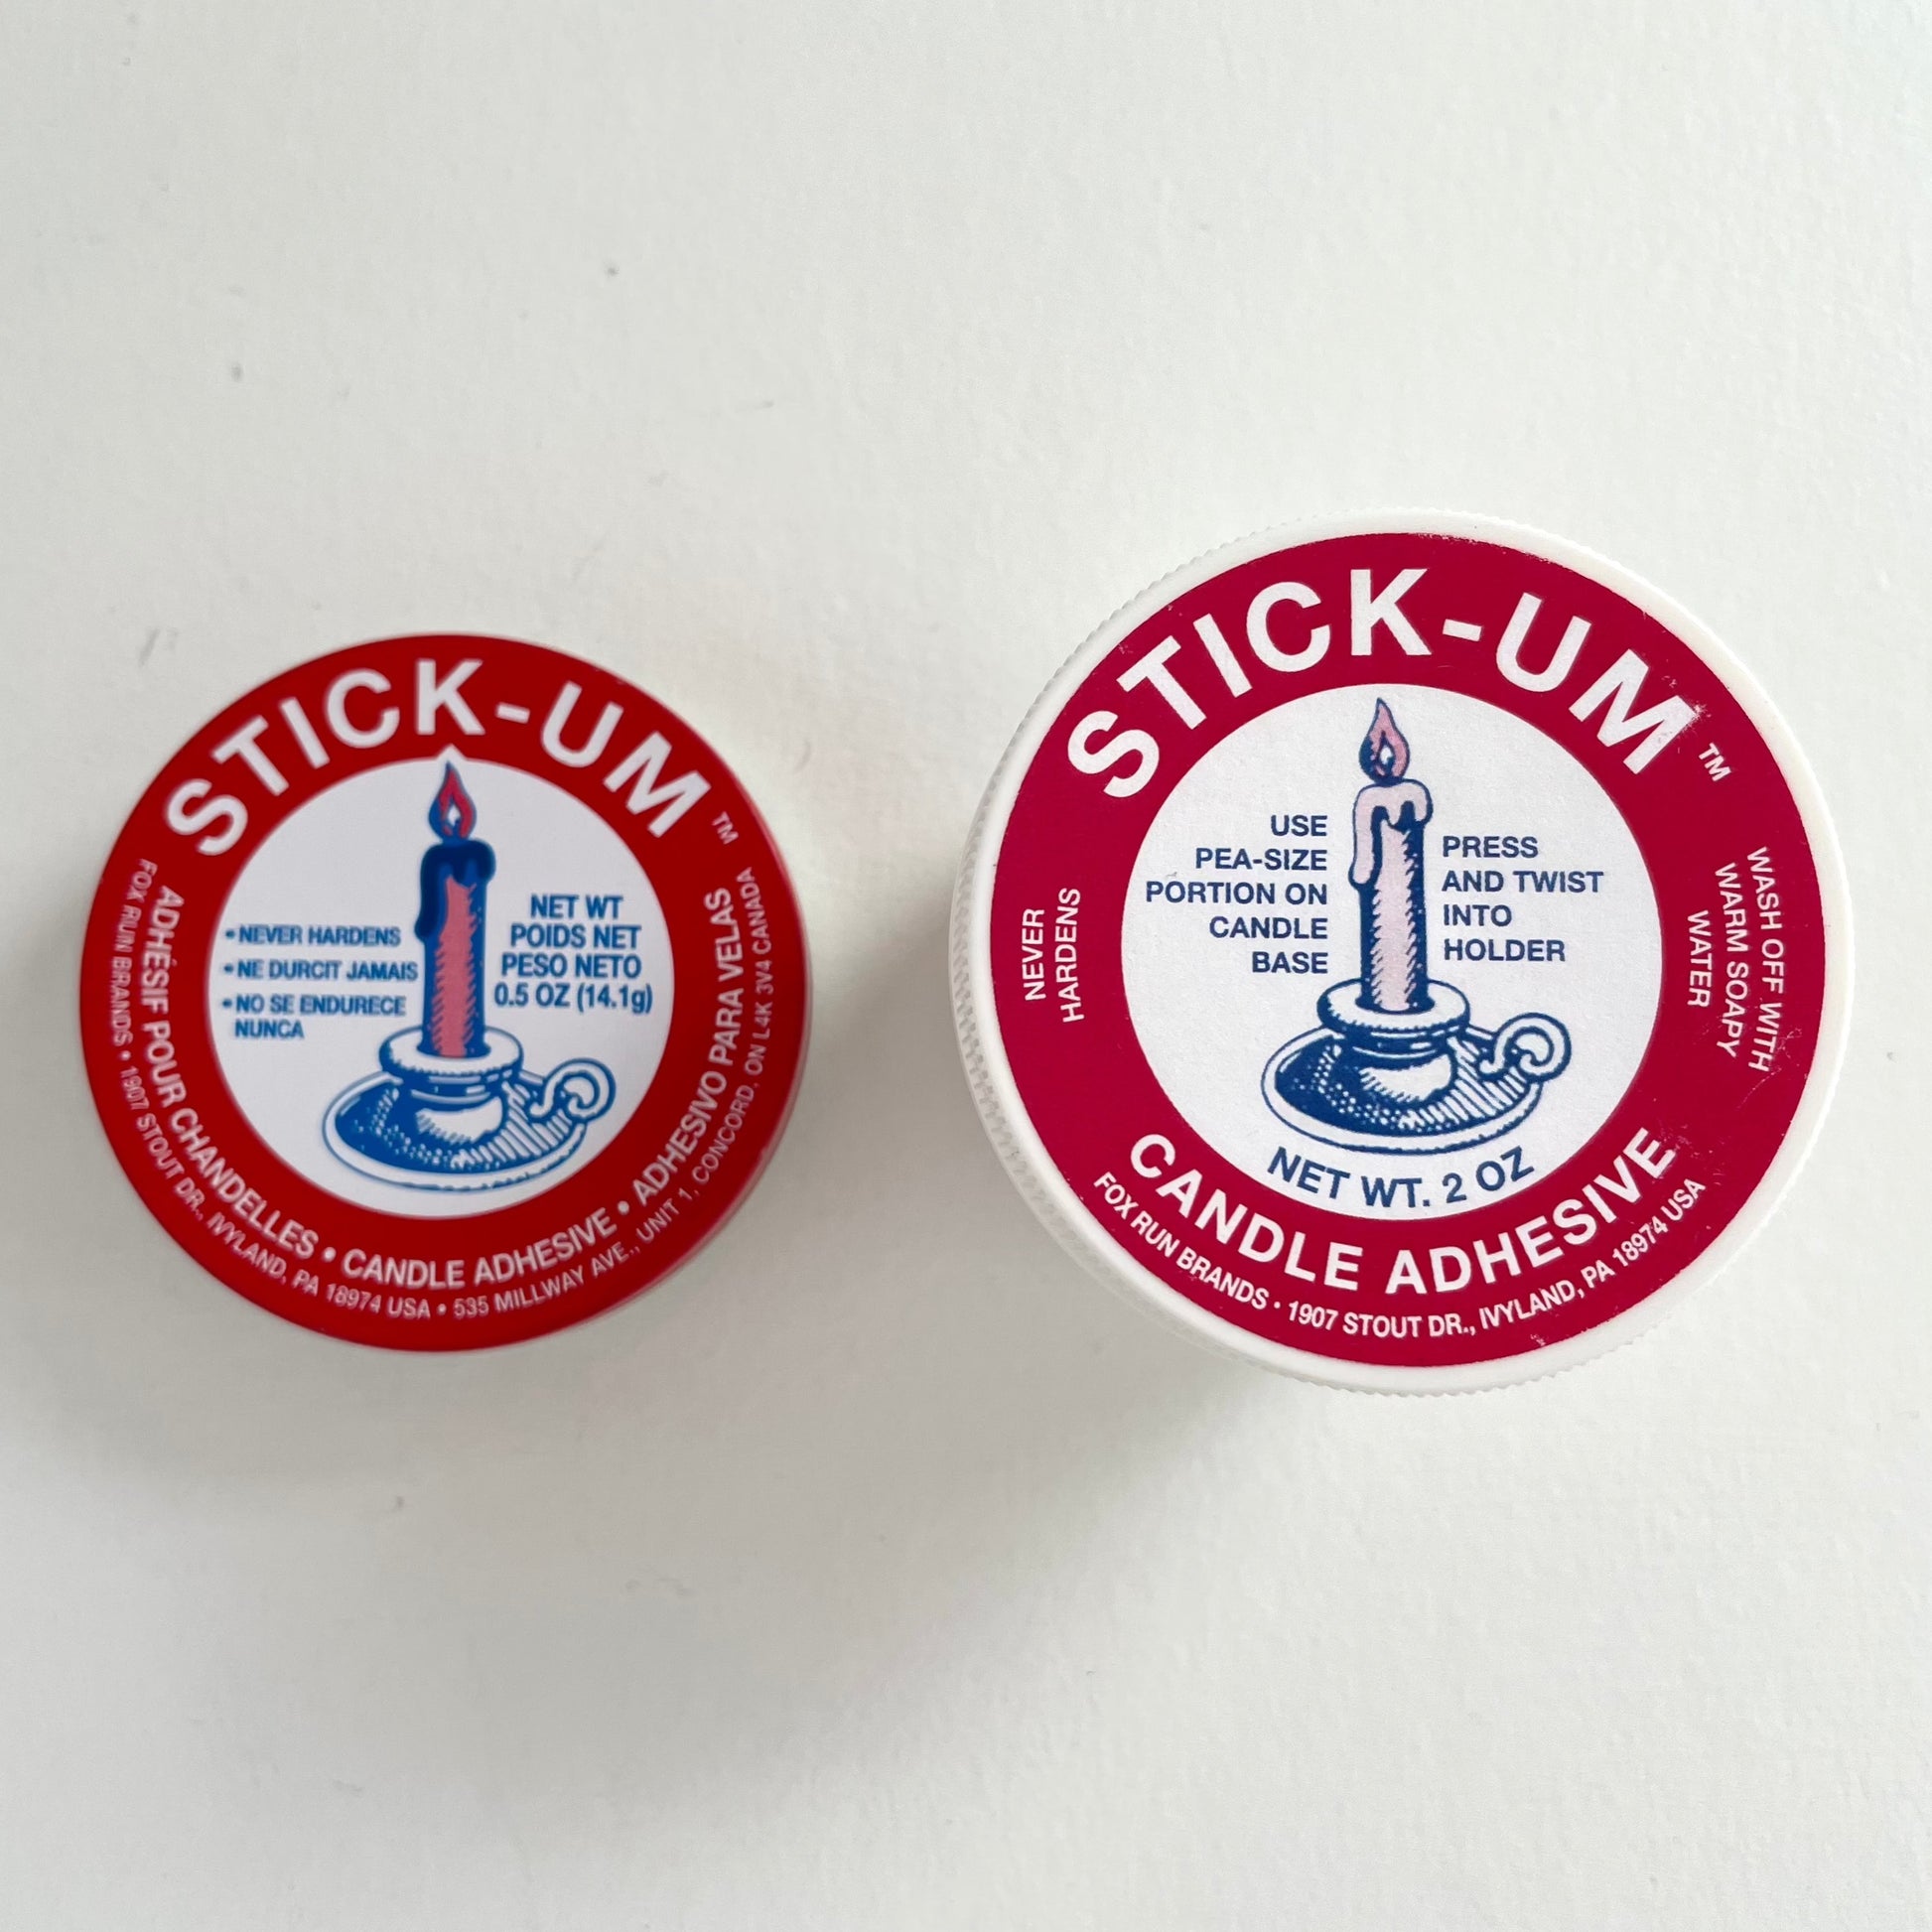 STICK-UM™
• NEVER HARDENS
• NE DURCIT JAMAIS
• NO SE ENDURECE
NUNCA
NET WT
POIDS NET
PESO NETO
0.5 OZ (14.1g)
ADHÉSIF POUR CHANDELLES • CANDLE ADHESIVE • ADHESIVO PARA VELAS
FOX RUN BRANDS • 1907 STOUT DR., IVYLAND, PA 18974 USA • 535 MILLWAY AVE., UNIT 1, CONCORD, ON L4K 3V4 CANADA
STICK-UM™
NEVER
HARDENS
USE
PEA-SIZE
PORTION ON
CANDLE
BASE
PRESS
AND TWIST
INTO
HOLDER
WASH OFF WITH
WARM SOAPY
WATER
NET WT. 2 OZ
CANDLE ADHESIVE
FOX RUN BRANDS • 1907 STOUT DR., IVYLAND, PA 18974 USA